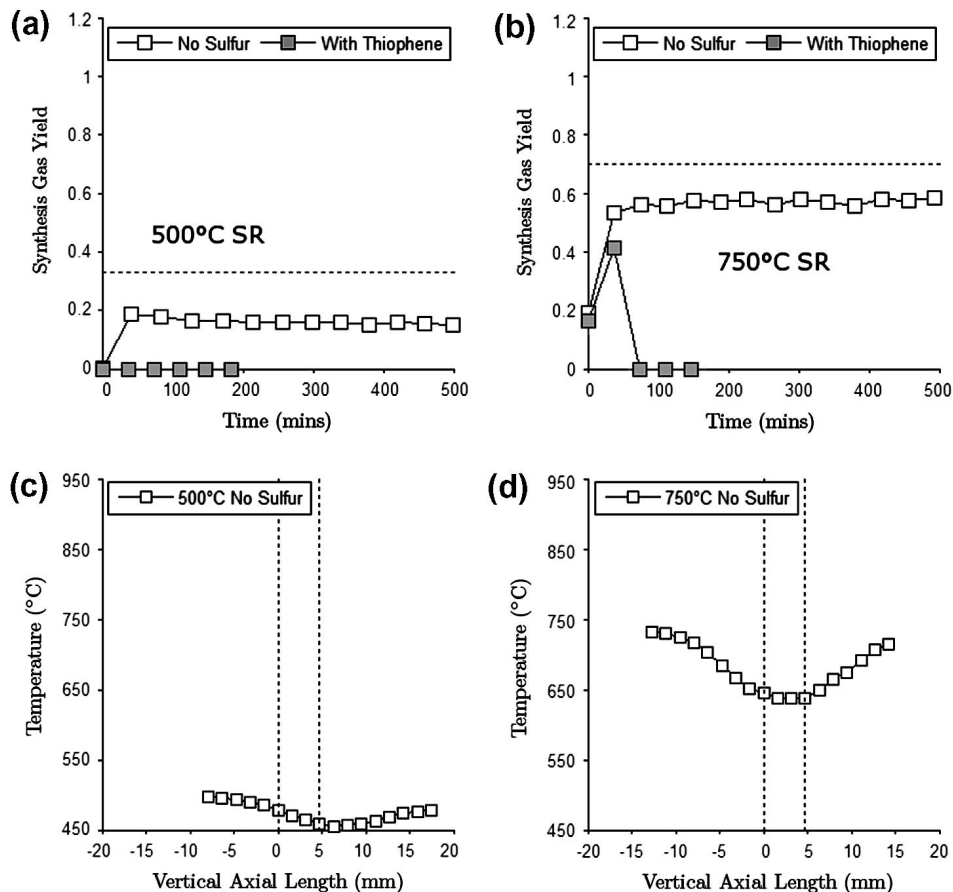 (a)
No Sulfur With Thiophene
Synthesis Gas Yield
1.2
1
0.8
0.6
0.4
0.2
0
500°C SR
0 100 200 300 400 500
Time (mins)
(b)
No Sulfur With Thiophene
Synthesis Gas Yield
1.2
1
0.8
0.6
0.4
0.2
0
750°C SR
0 100 200 300 400 500
Time (mins)
(c)
500°C No Sulfur
Temperature (°C)
950
850
750
650
550
450
-20 -15 -10 -5 0 5 10 15 20
Vertical Axial Length (mm)
(d)
750°C No Sulfur
Temperature (°C)
950
850
750
650
550
450
-20 -15 -10 -5 0 5 10 15 20
Vertical Axial Length (mm)